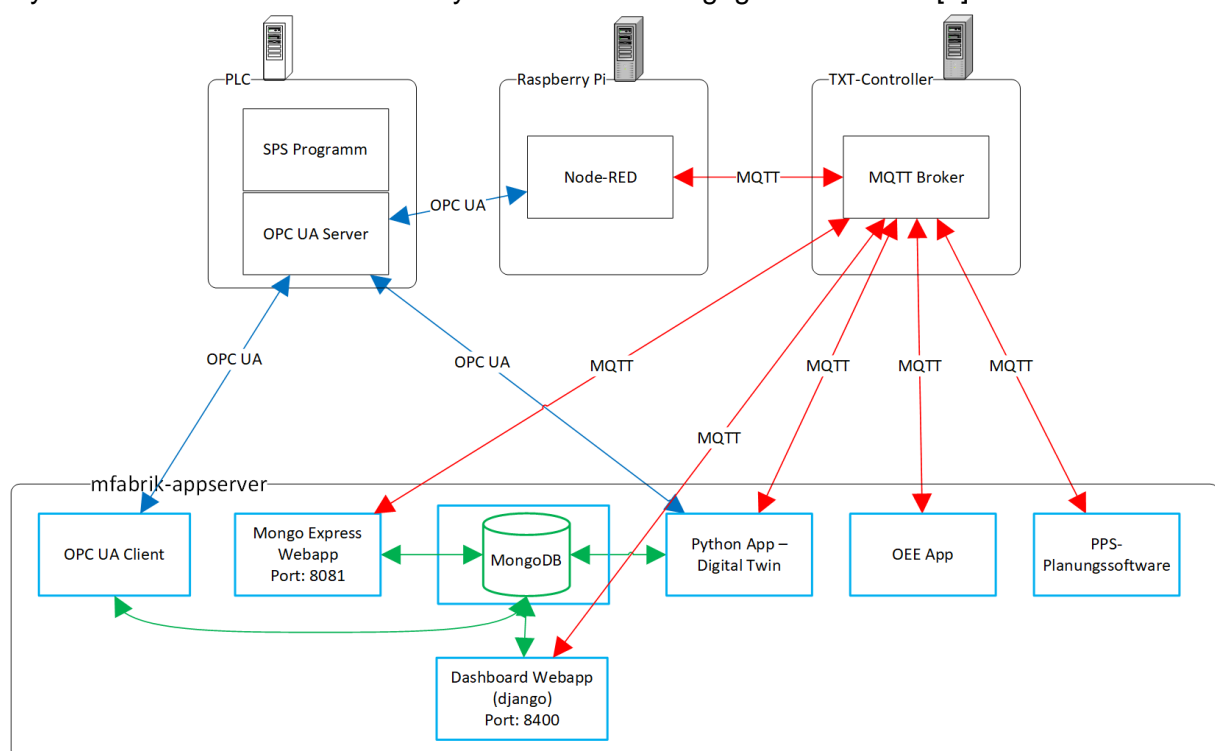 PLC
Raspberry Pi
TXT-Controller
SPS Programm
OPC UA Server
Node-RED
MQTT Broker
OPC UA
MQTT
OPC UA
OPC UA
MQTT
MQTT
MQTT
MQTT
MQTT
mfabrik-appserver
OPC UA Client
Mongo Express
Webapp
Port: 8081
MongoDB
Python App –
Digital Twin
OEE App
PPS-
Planungssoftware
Dashboard Webapp
(django)
Port: 8400